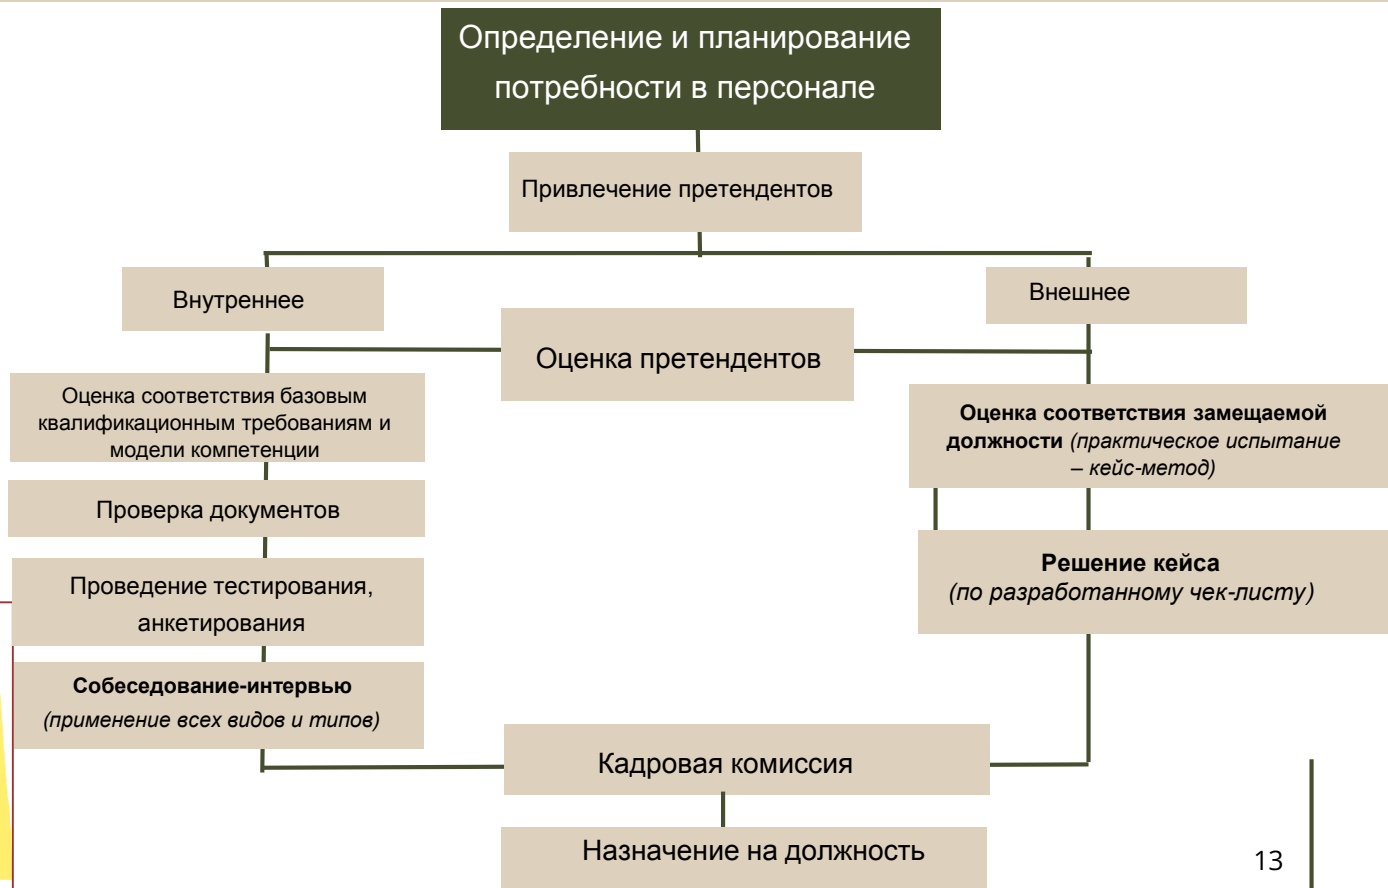 Определение и планирование
потребности в персонале
Привлечение претендентов
Внутреннее
Внешнее
Оценка претендентов
Оценка соответствия базовым
квалификационным требованиям и
модели компетенции
Оценка соответствия замещаемой
должности (практическое испытание
– кейс-метод)
Проверка документов
Решение кейса
(по разработанному чек-листу)
Проведение тестирования,
анкетирования
Собеседование-интервью
(применение всех видов и типов)
Кадровая комиссия
Назначение на должность
13